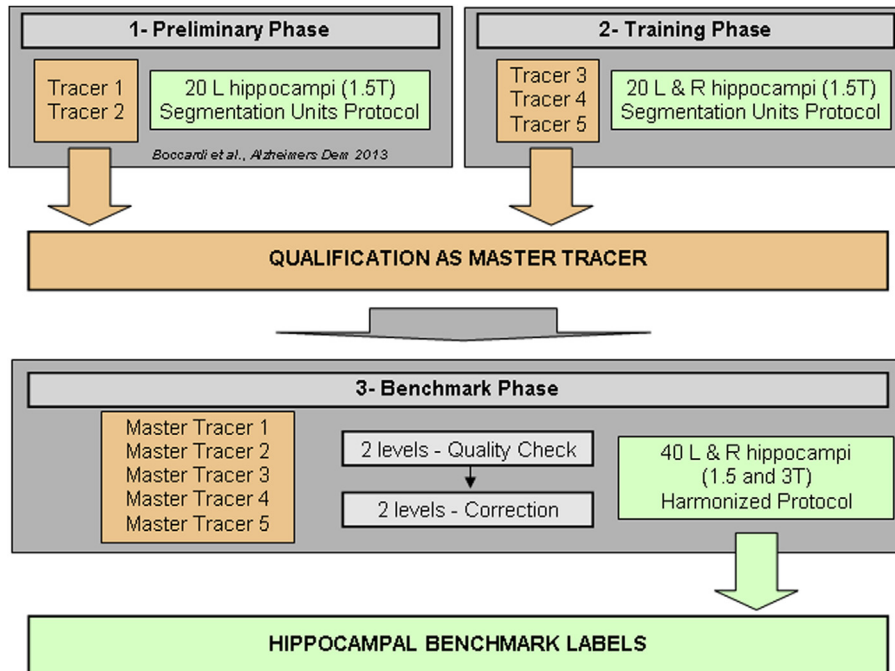 1- Preliminary Phase
Tracer 1
Tracer 2
20 L hippocampi (1.5T)
Segmentation Units Protocol
Boccardi et al., Alzheimers Dem 2013
2- Training Phase
Tracer 3
Tracer 4
Tracer 5
20 L & R hippocampi (1.5T)
Segmentation Units Protocol
QUALIFICATION AS MASTER TRACER
3- Benchmark Phase
Master Tracer 1
Master Tracer 2
Master Tracer 3
Master Tracer 4
Master Tracer 5
2 levels - Quality Check
2 levels - Correction
40 L & R hippocampi
(1.5 and 3T)
Harmonized Protocol
HIPPOCAMPAL BENCHMARK LABELS